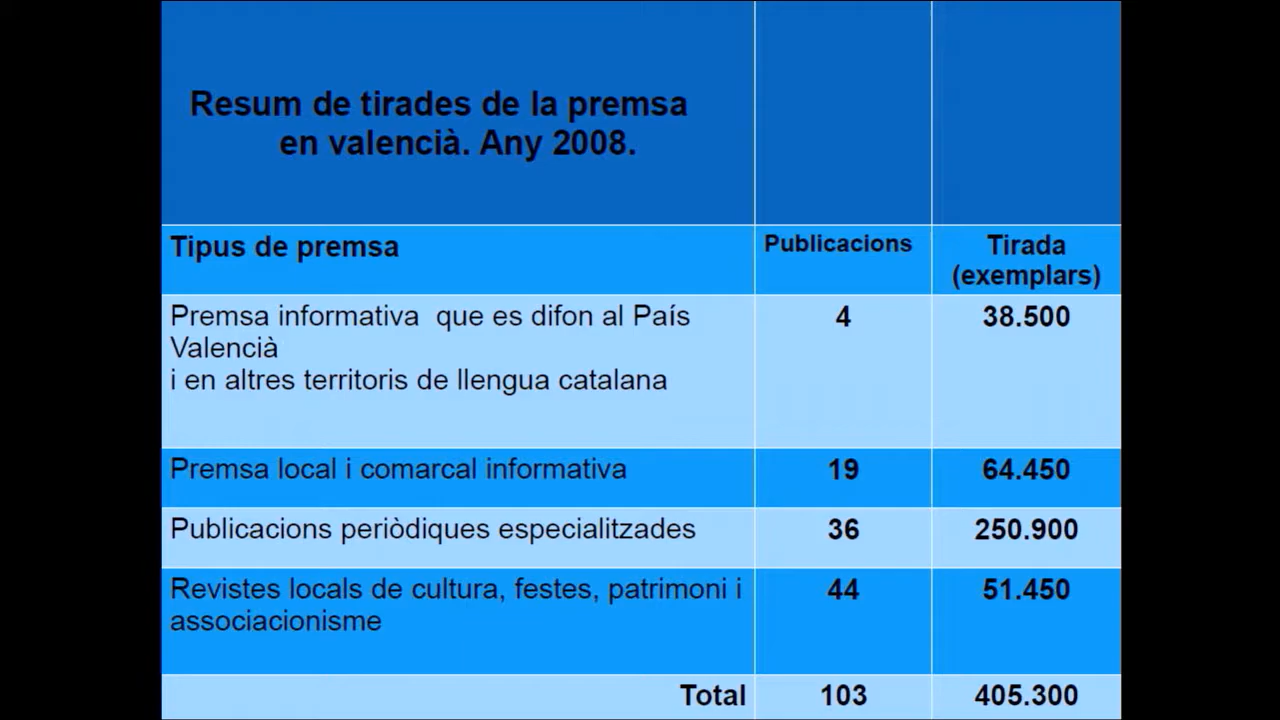 Resum de tirades de la premsa
en valencià. Any 2008.
Tipus de premsa Publicacions Tirada
(exemplars)
Premsa informativa que es difon al País 4 38.500
Valencià
i en altres territoris de llengua catalana
Premsa local i comarcal informativa 19 64.450
Publicacions periòdiques especialitzades 36 250.900
Revistes locals de cultura, festes, patrimoni i 44 51.450
associacionisme
Total 103 405.300